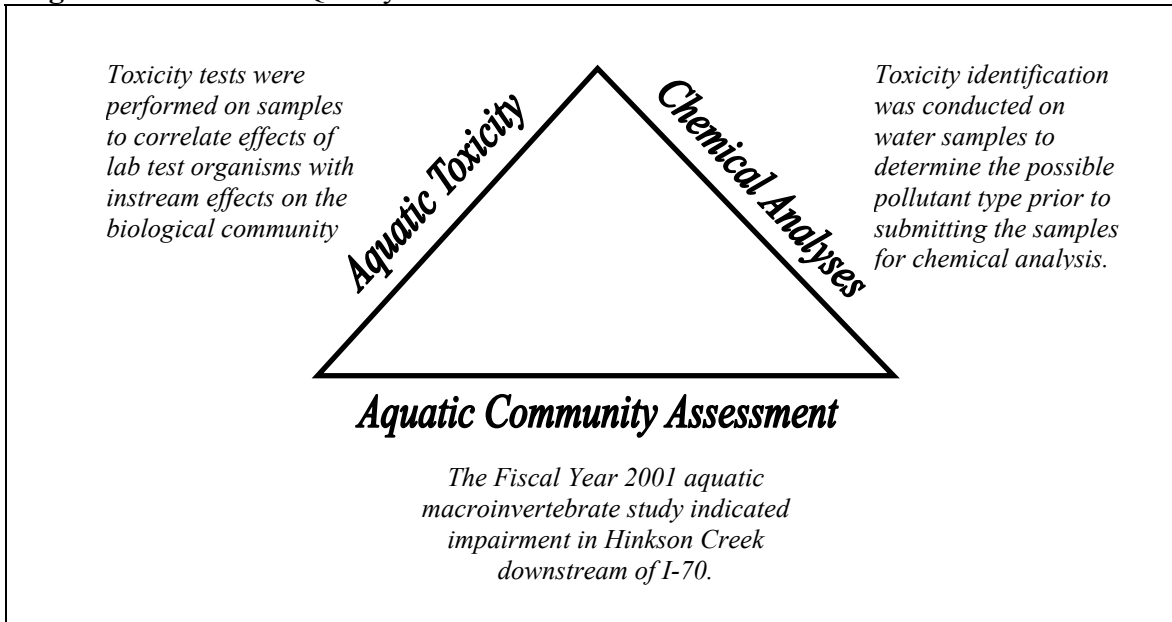 Toxicity tests were
performed on samples
to correlate effects of
lab test organisms with
instream effects on the
biological community
Aquatic Toxicity
Chemical Analyses
Toxicity identification
was conducted on
water samples to
determine the possible
pollutant type prior to
submitting the samples
for chemical analysis.
Aquatic Community Assessment
The Fiscal Year 2001 aquatic
macroinvertebrate study indicated
impairment in Hinkson Creek
downstream of I-70.